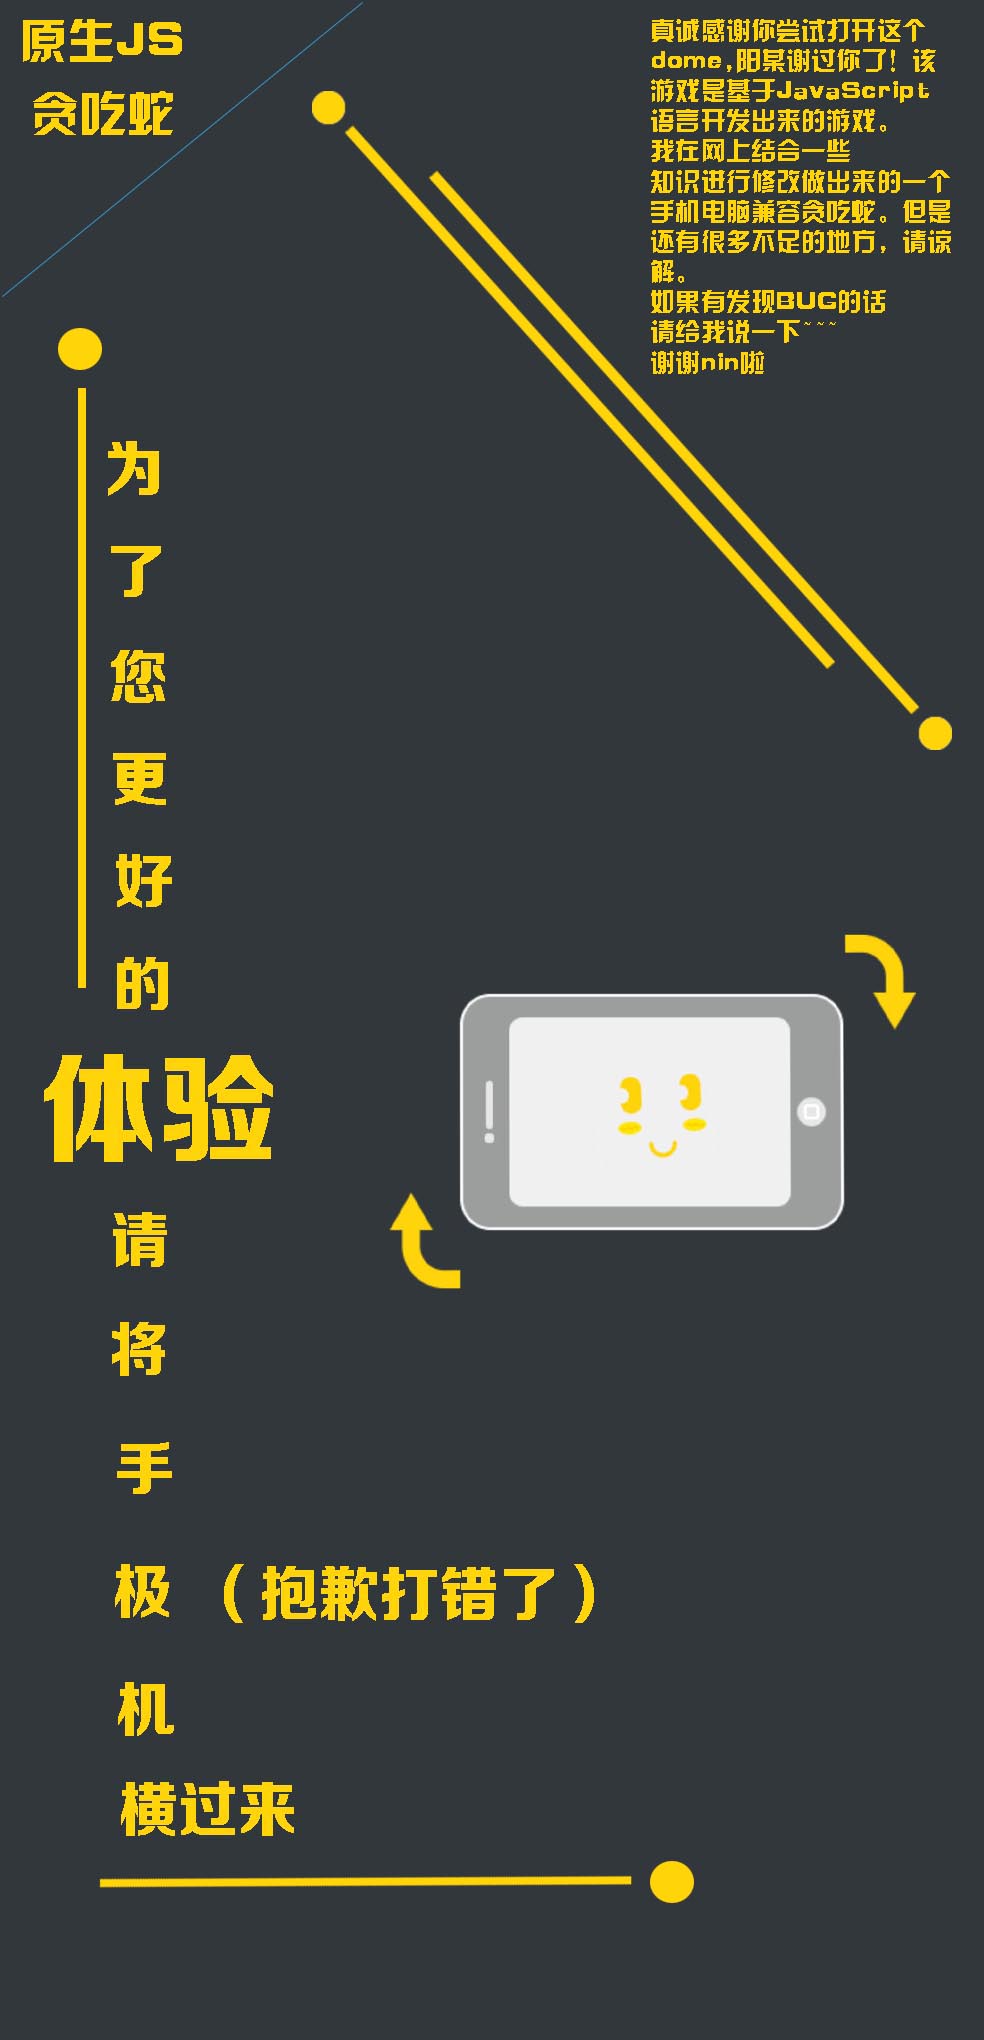 原生JS
贪吃蛇
真诚感谢你尝试打开这个
dome,阳某谢过你了！该
游戏是基于JavaScript
语言开发出来的游戏。
我在网上结合一些
知识进行修改做出来的一个
手机电脑兼容贪吃蛇。但是
还有很多不足的地方，请谅
解。
如果有发现BUG的话
请给我说一下~~~
谢谢nin啦
为
了
您
更
好
的
体验
请
将
手
极（抱歉打错了）
机
横过来